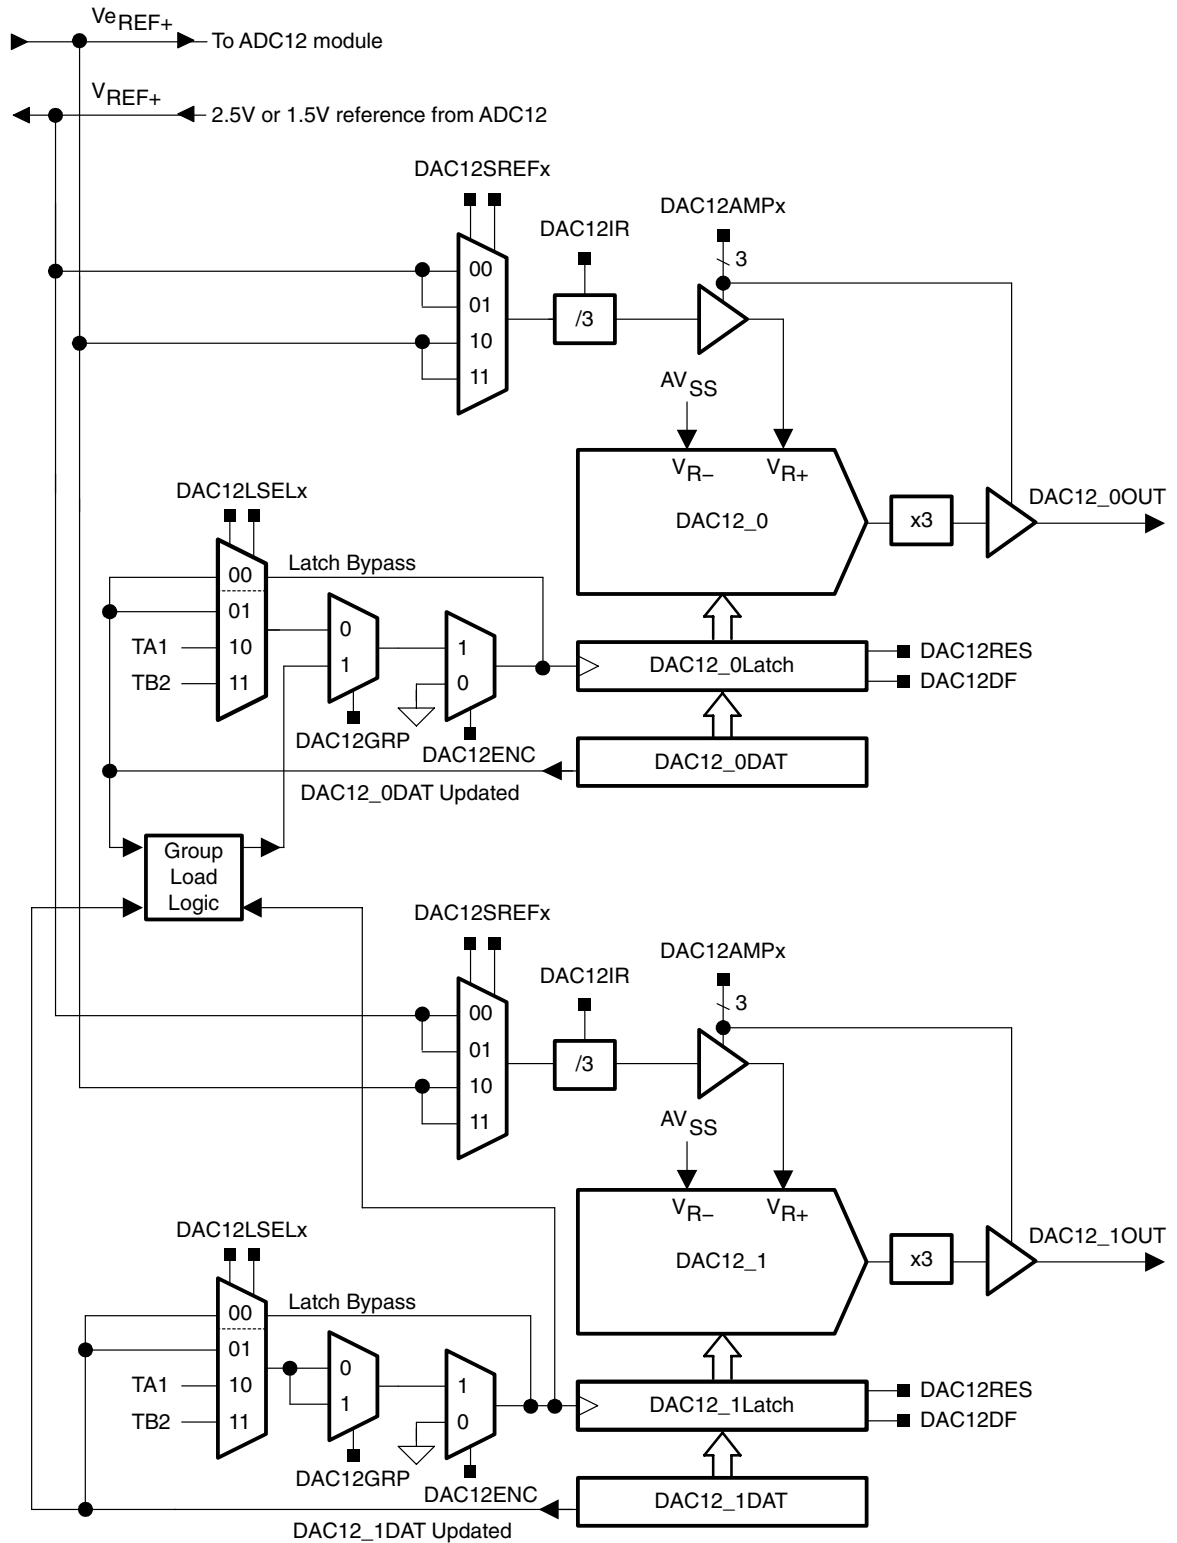 VeREF+
To ADC12 module
VREF+
2.5V or 1.5V reference from ADC12
DAC12SREFx
DAC12IR
DAC12AMPx
3
00
01
10
11
/3
AVSS
VR−
VR+
DAC12_0
x3
DAC12_0OUT
DAC12LSELx
Latch Bypass
00
01
TA1
10
TB2
11
0
1
1
0
DAC12GRP
DAC12ENC
DAC12_0Latch
DAC12RES
DAC12DF
DAC12_0DAT
DAC12_0DAT Updated
Group
Load
Logic
DAC12SREFx
DAC12IR
DAC12AMPx
3
00
01
10
11
/3
AVSS
VR−
VR+
DAC12_1
x3
DAC12_1OUT
DAC12LSELx
Latch Bypass
00
01
TA1
10
TB2
11
0
1
1
0
DAC12GRP
DAC12ENC
DAC12_1Latch
DAC12RES
DAC12DF
DAC12_1DAT
DAC12_1DAT Updated